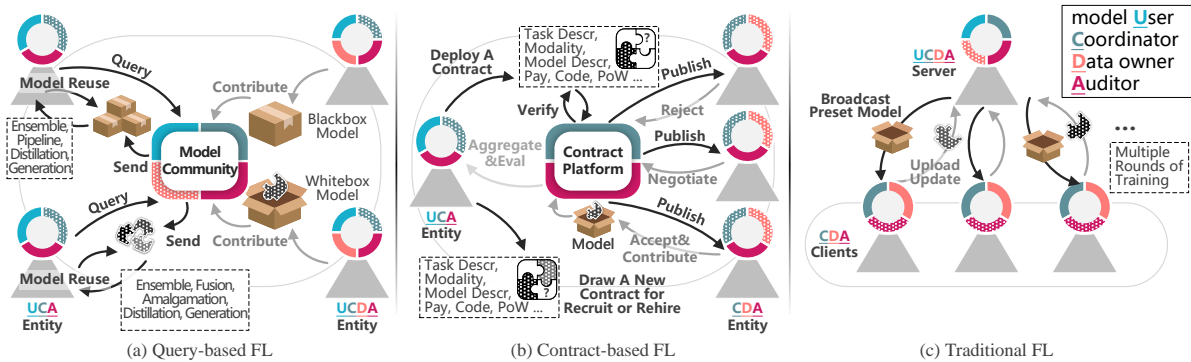 Query
Model Reuse
Ensemble,
Pipeline,
Distillation,
Generation
Send
Contribute
Blackbox
Model
Model
Community
Whitebox
Model
Query
Contribute
Send
Model Reuse
Ensemble, Fusion,
Amalgamation,
Distillation, Generation
UCA
Entity
UCDA
Entity
(a) Query-based FL
Deploy A
Contract
Task Descr,
Modality,
Model Descr,
Pay, Code, PoW ...
?
Verify
Publish
Reject
Aggregate
&Eval
Contract
Platform
Publish
Negotiate
UCA
Entity
Model
Publish
Accept&
Contribute
Task Descr,
Modality,
Model Descr,
Pay, Code, PoW ...
?
Draw A New
Contract for
Recruit or Rehire
CDA
Entity
(b) Contract-based FL
UCDA
Server
model User
Coordinator
Data owner
Auditor
Broadcast
Preset Model
Upload
Update
...
Multiple
Rounds of
Training
CDA
Clients
(c) Traditional FL